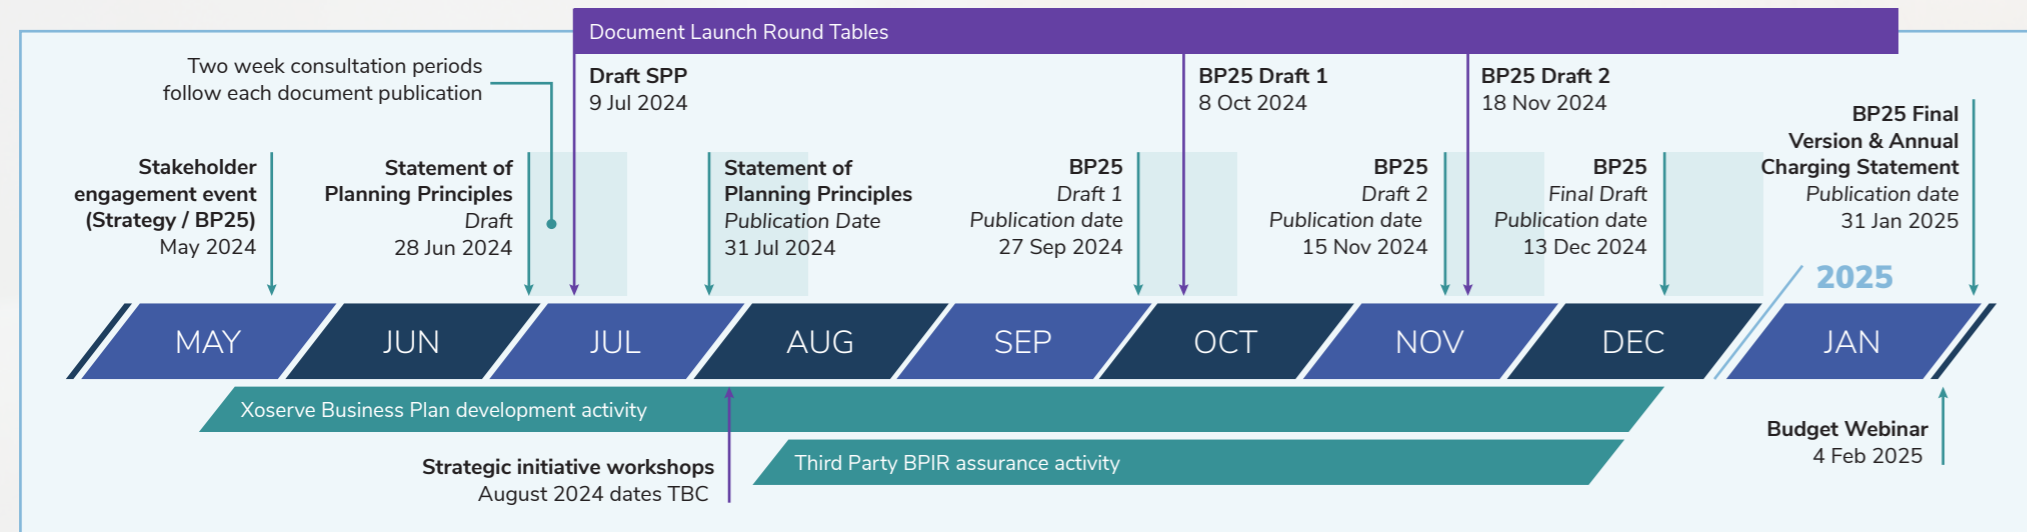 Document Launch Round Tables
Two week consultation periods
follow each document publication
Draft SPP
9 Jul 2024
BP25 Draft 1
8 Oct 2024
BP25 Draft 2
18 Nov 2024
Stakeholder
engagement event
(Strategy / BP25)
May 2024
Statement of
Planning Principles
Draft
28 Jun 2024
Statement of
Planning Principles
Publication Date
31 Jul 2024
BP25
Draft 1
Publication date
27 Sep 2024
BP25
Draft 2
Publication date
15 Nov 2024
BP25
Final Draft
Publication date
13 Dec 2024
BP25 Final
Version & Annual
Charging Statement
Publication date
31 Jan 2025
2025
MAY
JUN
JUL
AUG
SEP
OCT
NOV
DEC
JAN
Xoserve Business Plan development activity
Third Party BPIR assurance activity
Strategic initiative workshops
August 2024 dates TBC
Budget Webinar
4 Feb 2025